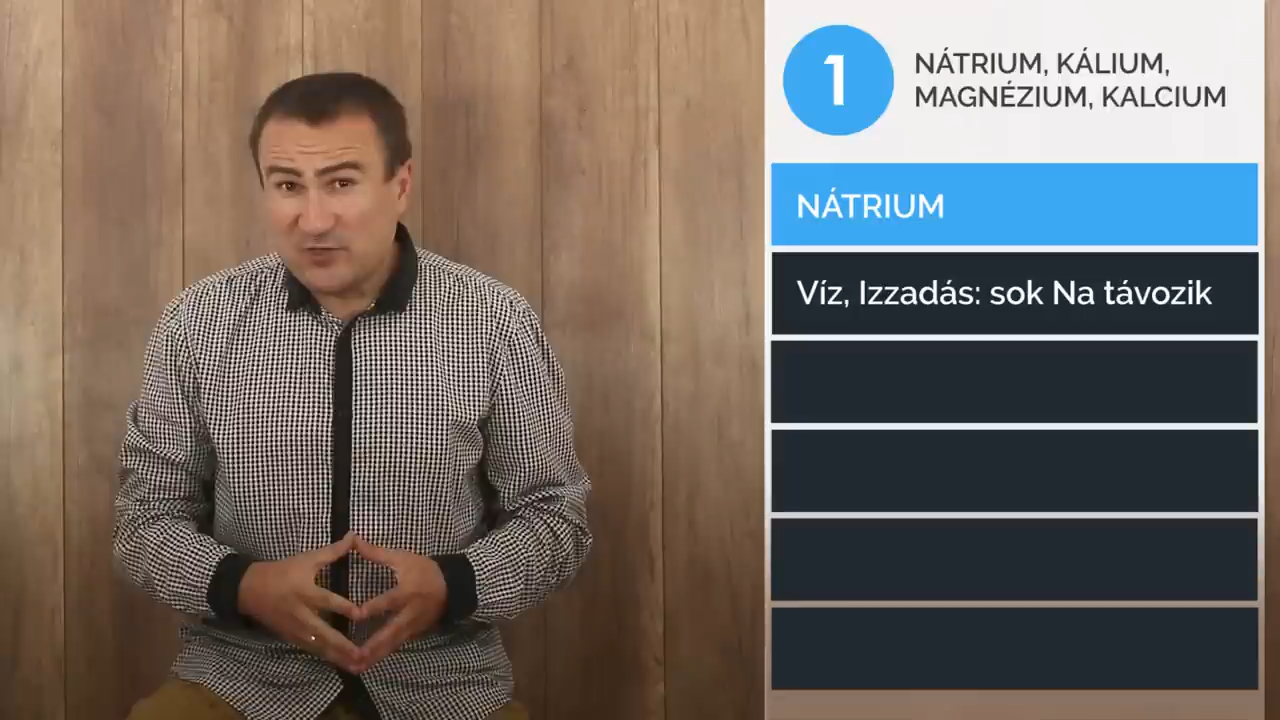 1
NÁTRIUM, KÁLIUM,
MAGNÉZIUM, KALCIUM
NÁTRIUM
Víz, Izzadás: sok Na távozik